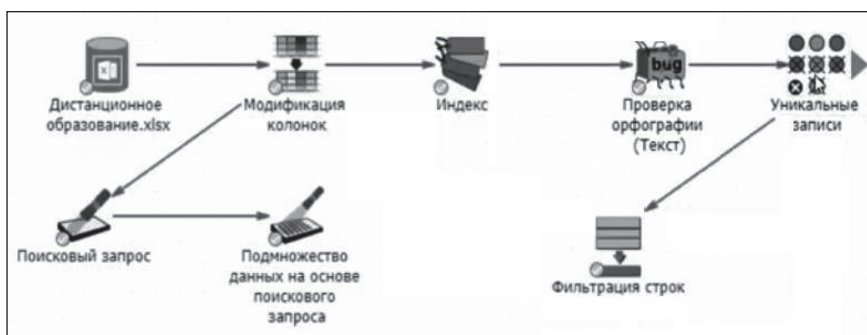 Дистанционное
образование.xlsx
Модификация
колонок
Индекс
bug
Проверка
орфографии
(Текст)
Уникальные
записи
Поисковый запрос
Подмножество
данных на основе
поискового
запроса
Фильтрация строк